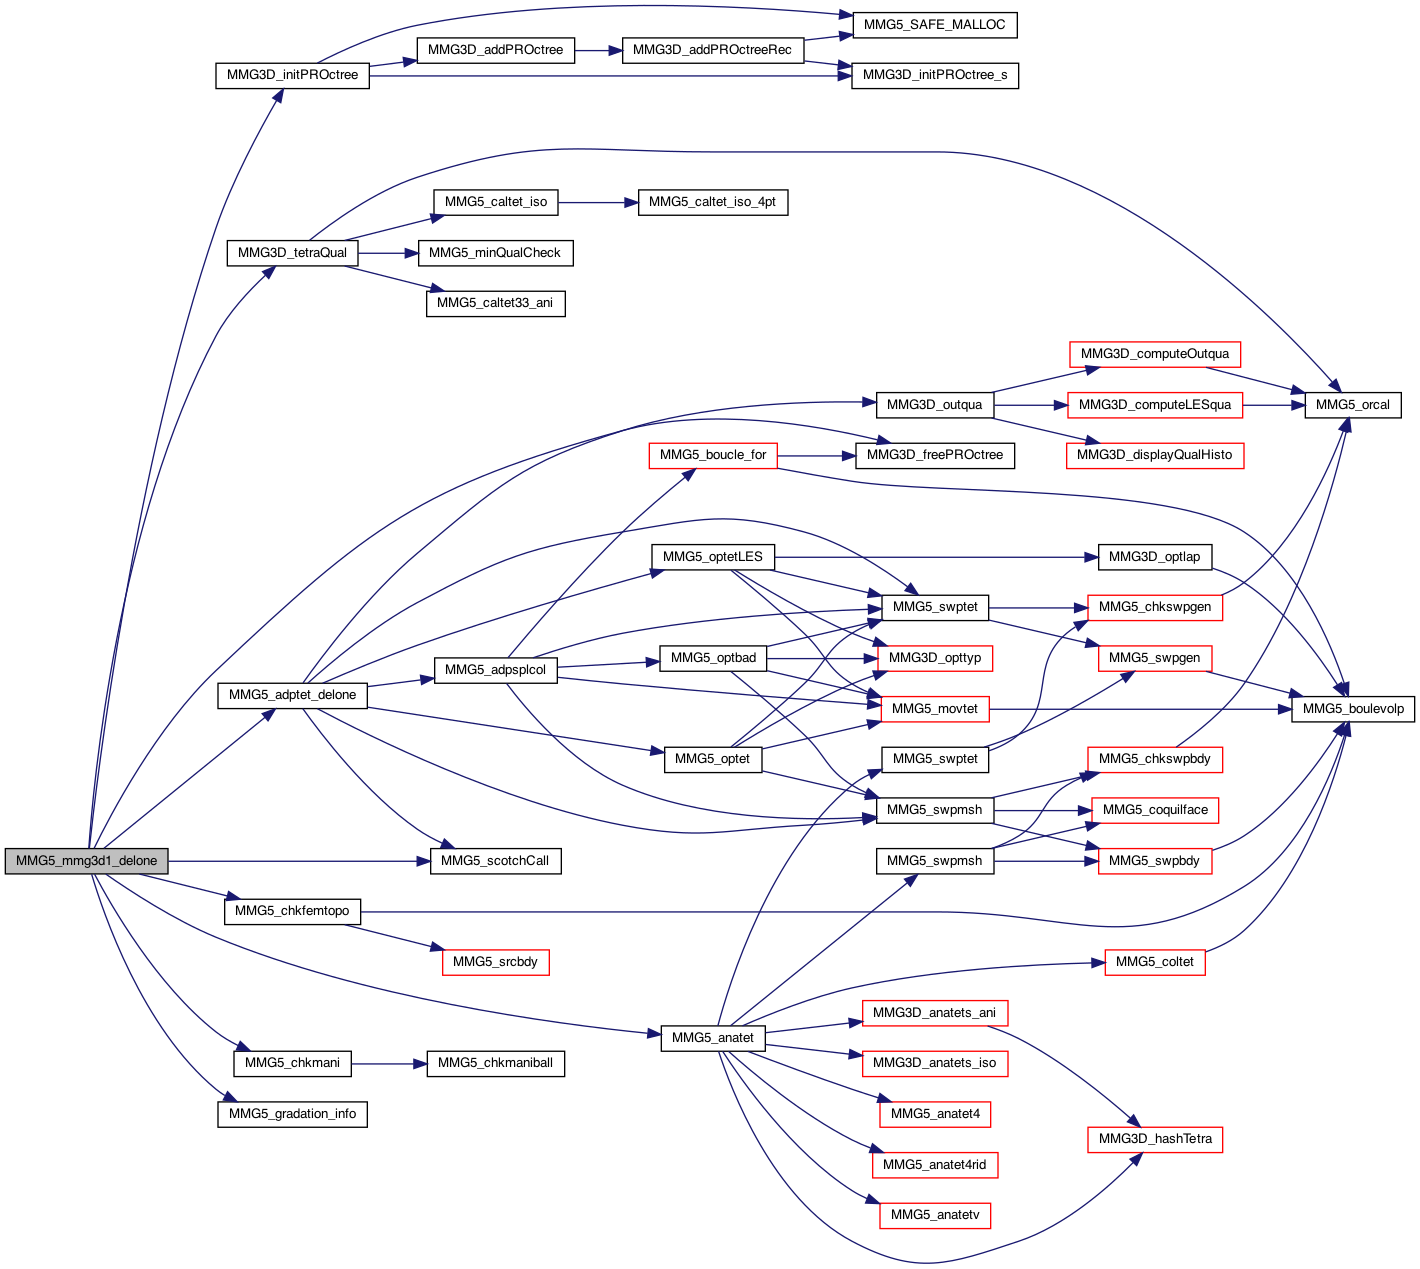 MMG5_SAFE_MALLOC
MMG3D_addPROctree
MMG3D_addPROctreeRec
MMG3D_initPROctree
MMG3D_initPROctree_s
MMG5_caltet_iso
MMG5_caltet_iso_4pt
MMG3D_tetraQual
MMG5_minQualCheck
MMG5_caltet33_ani
MMG3D_computeOutqua
MMG3D_outqua
MMG3D_computeLESqua
MMG5_orcal
MMG5_boucle_for
MMG3D_freePROctree
MMG3D_displayQualHisto
MMG5_optetLES
MMG3D_optlap
MMG5_swptet
MMG5_chkswpgen
MMG5_adpsplcol
MMG5_optbad
MMG3D_opttyp
MMG5_swpgen
MMG5_adptet_delone
MMG5_movtet
MMG5_boulevolp
MMG5_optet
MMG5_swptet
MMG5_chkswpbdy
MMG5_swpmsh
MMG5_coquilface
MMG5_mmg3d1_delone
MMG5_scotchCall
MMG5_swpmsh
MMG5_swpbdy
MMG5_chkfemtopo
MMG5_srcbdy
MMG5_coltet
MMG3D_anatets_ani
MMG5_anatet
MMG5_chkmani
MMG5_chkmaniball
MMG3D_anatets_iso
MMG5_gradation_info
MMG5_anatet4
MMG3D_hashTetra
MMG5_anatet4rid
MMG5_anatetv